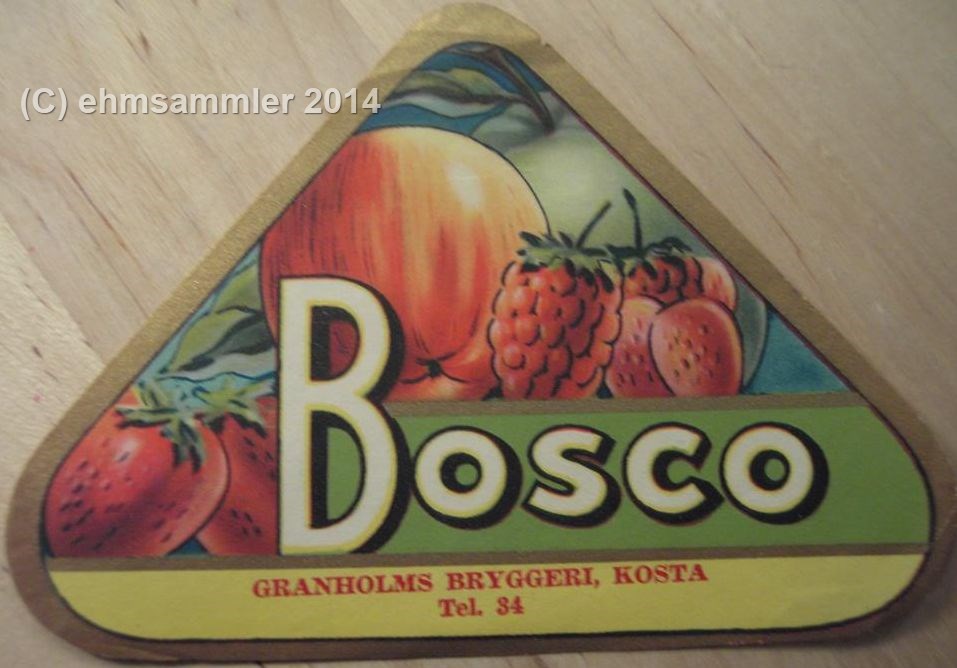 (C) ehmsammler 2014
BOSCO
GRANHOLMS BRYGGERI, KOSTA
Tel. 34